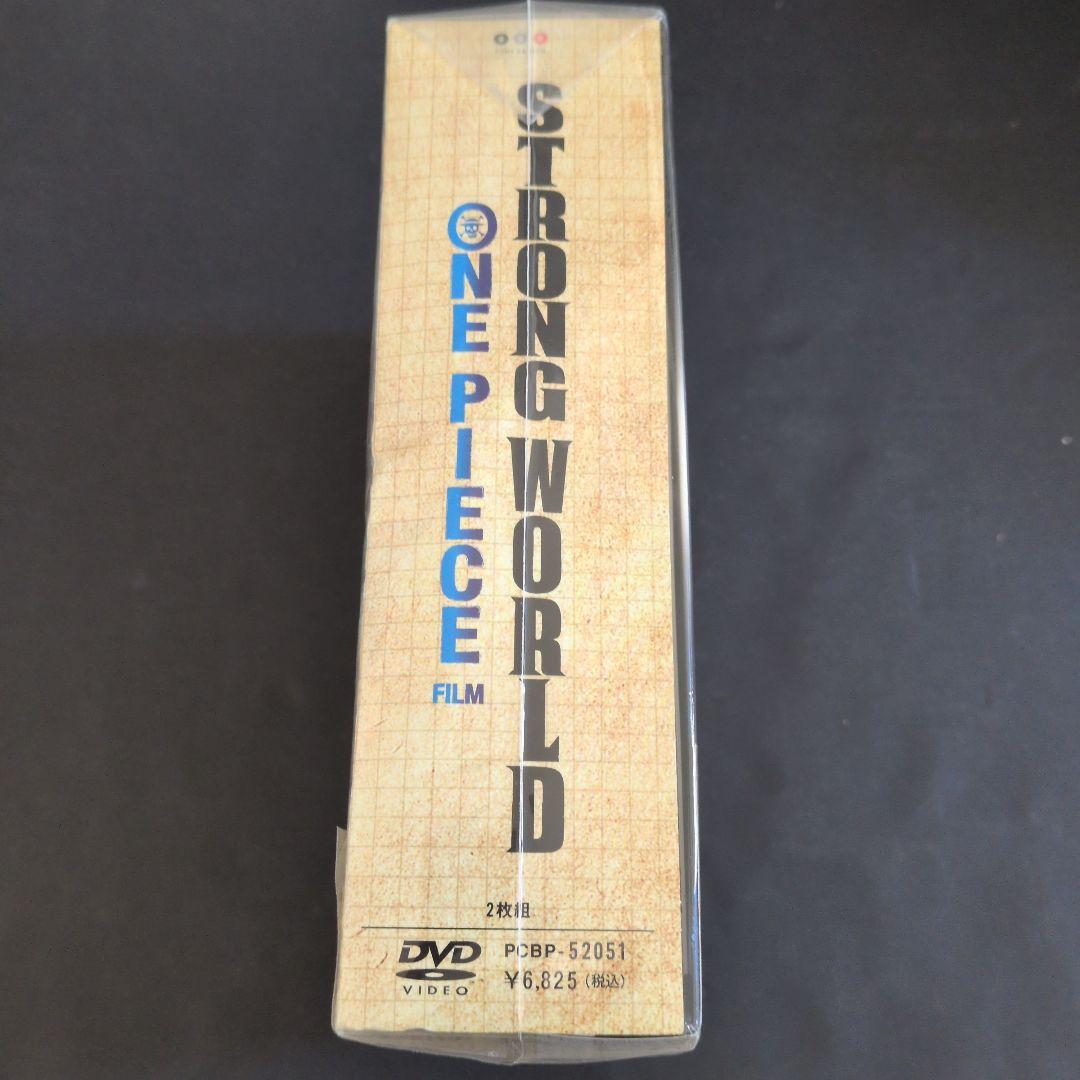 STRONG WORLD
ONE PIECE
FILM
2枚組
DVD
VIDEO
PCBP-52051
¥6,825(税込)